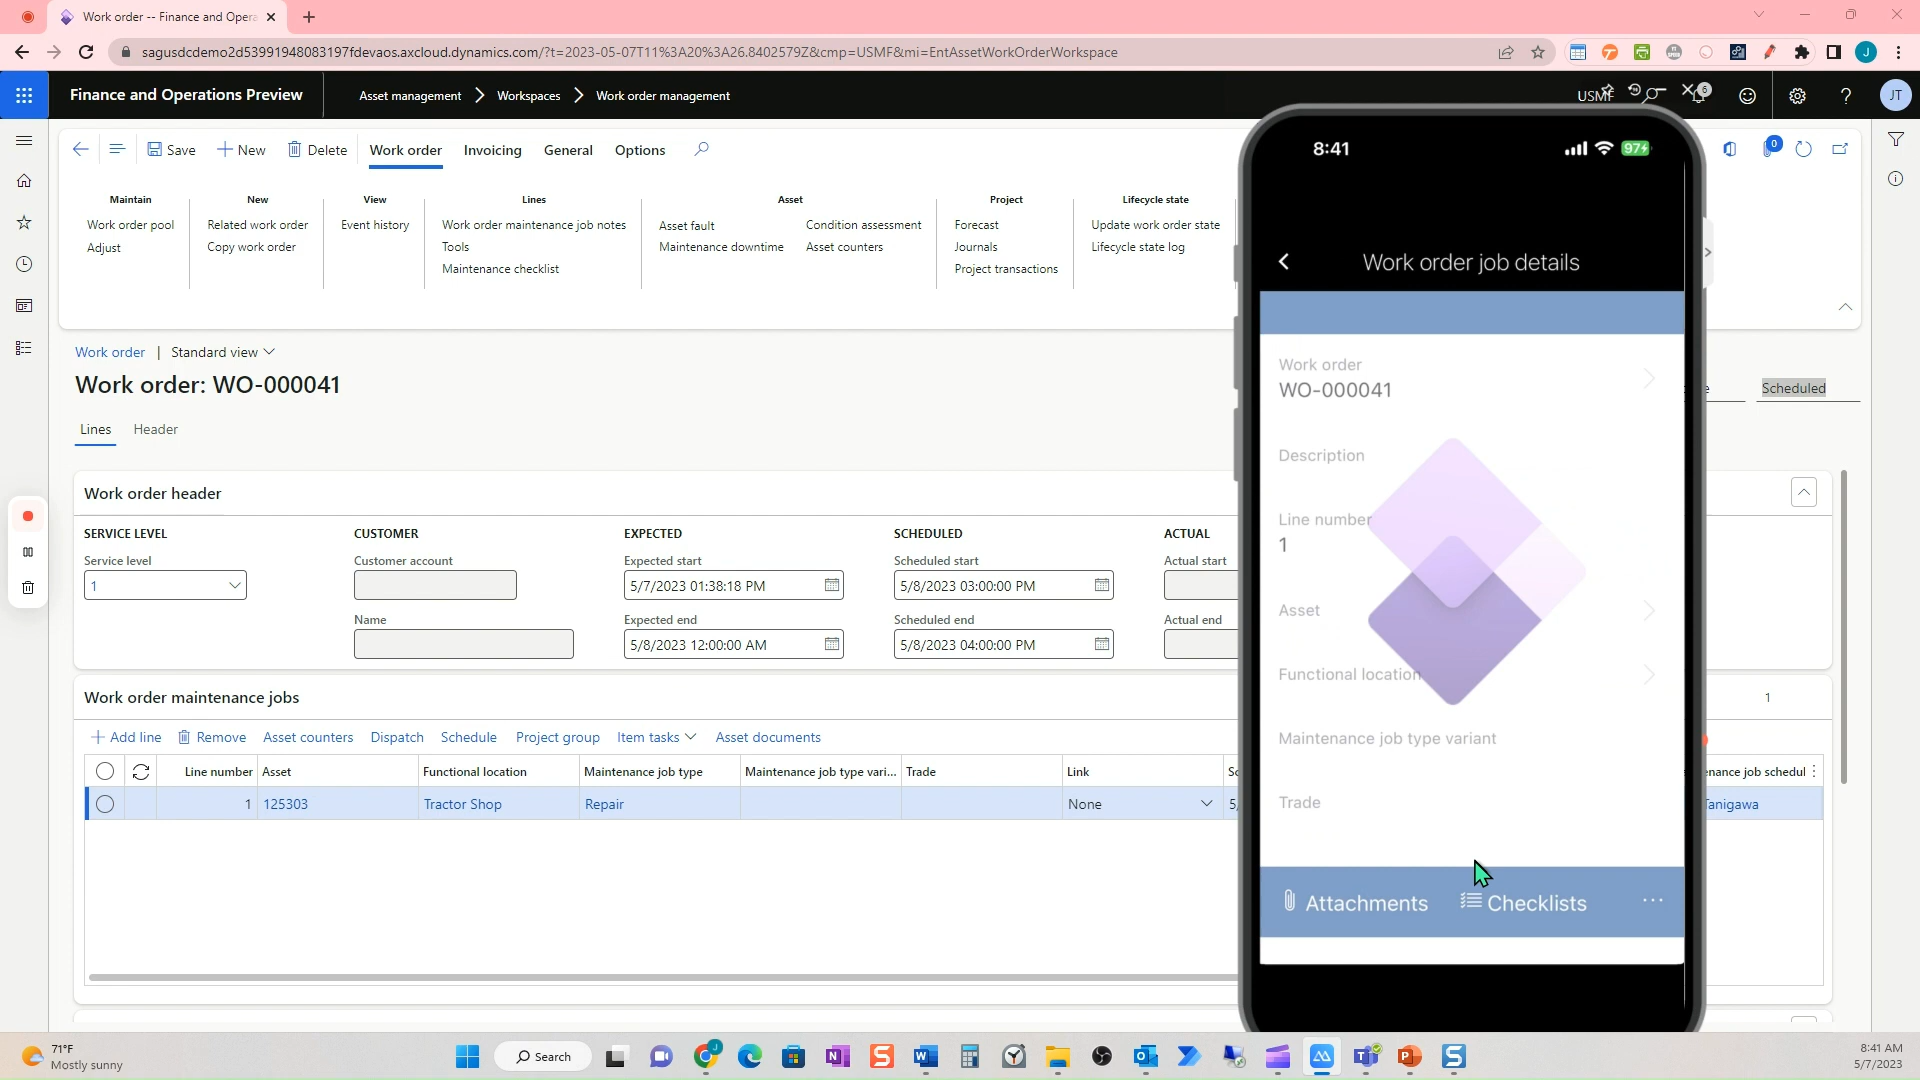 Work order -- Finance and Opera
sagusdcdemo2d53991948083197fdevaos.axcloud.dynamics.com/?t=2023-05-07T11%3A20%3A26.8402579Z&cmp=USMF&mi=EntAssetWorkOrderWorkspace
Finance and Operations Preview
Asset management
Workspaces
Work order management
USMF
6
?
JT
Save
New
Delete
Work order
Invoicing
General
Options
0
Maintain
New
View
Lines
Asset
Project
Lifecycle state
Work order pool
Related work order
Event history
Work order maintenance job notes
Asset fault
Condition assessment
Forecast
Update work order state
Adjust
Copy work order
Tools
Maintenance downtime
Asset counters
Journals
Lifecycle state log
Maintenance checklist
Project transactions
Work order | Standard view
Work order: WO-000041
Scheduled
Lines
Header
Work order header
SERVICE LEVEL
CUSTOMER
EXPECTED
SCHEDULED
ACTUAL
Service level
Customer account
Expected start
Scheduled start
Actual start
1
5/7/2023 01:38:18 PM
5/8/2023 03:00:00 PM
Name
Expected end
Scheduled end
Actual end
5/8/2023 12:00:00 AM
5/8/2023 04:00:00 PM
Work order maintenance jobs
1
Add line
Remove
Asset counters
Dispatch
Schedule
Project group
Item tasks
Asset documents
Line number
Asset
Functional location
Maintenance job type
Maintenance job type vari...
Trade
Link
Sc
nance job schedul
1
125303
Tractor Shop
Repair
None
5/
Tanigawa
8:41
97
Work order job details
Work order
WO-000041
Description
Line number
1
Asset
Functional location
Maintenance job type variant
Trade
Attachments
Checklists
...
71°F
Mostly sunny
Search
8:41 AM
5/7/2023